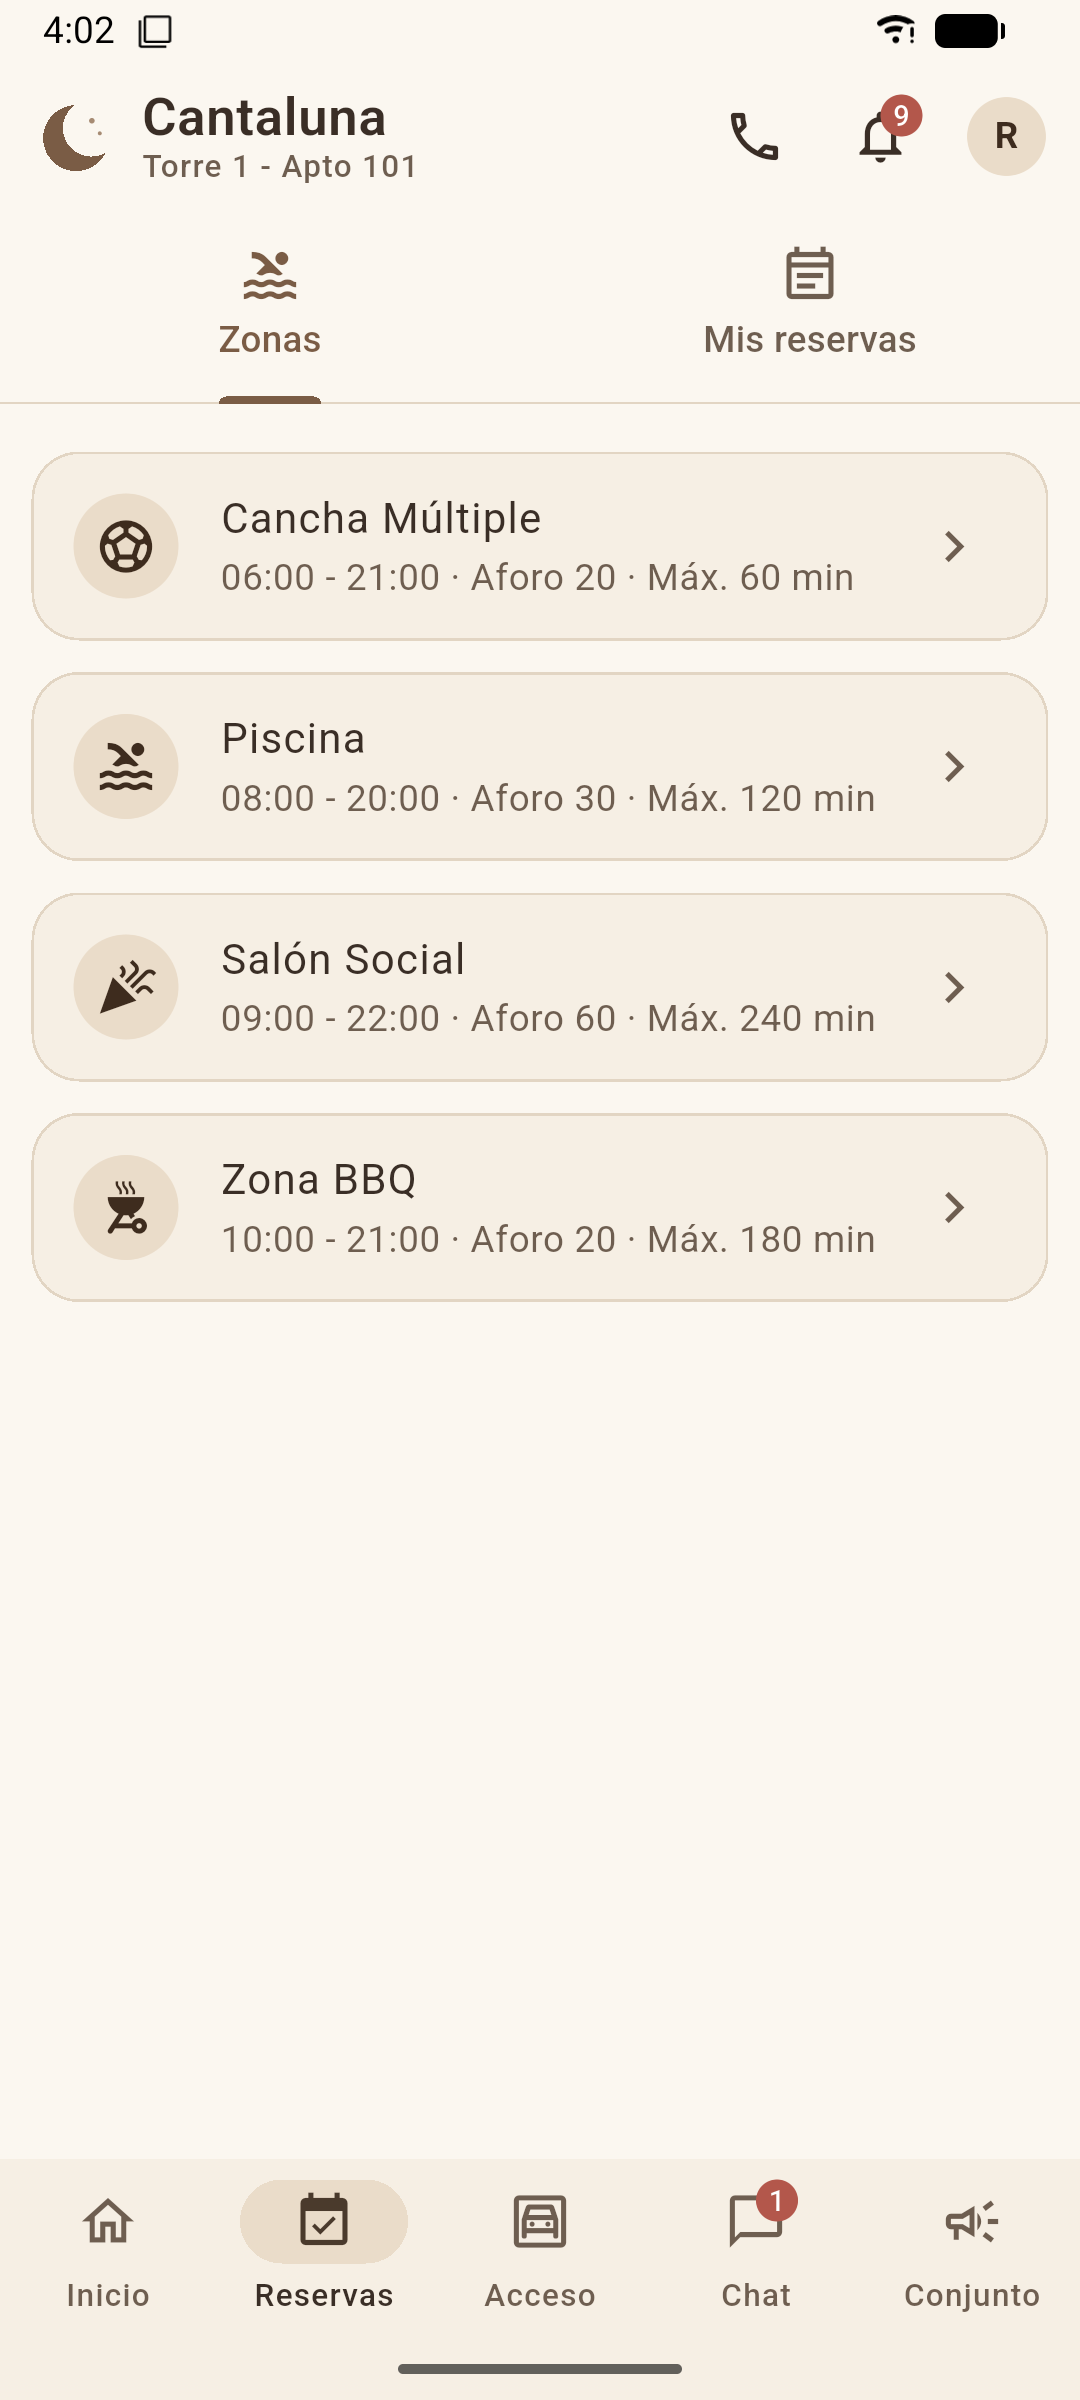 4:02
Cantaluna
9
R
Torre 1 - Apto 101
Zonas
Mis reservas
Cancha Múltiple
06:00 - 21:00 · Aforo 20 · Máx. 60 min
Piscina
08:00 - 20:00 · Aforo 30 · Máx. 120 min
Salón Social
09:00 - 22:00 · Aforo 60 · Máx. 240 min
Zona BBQ
10:00 - 21:00 · Aforo 20 · Máx. 180 min
1
Inicio
Reservas
Acceso
Chat
Conjunto